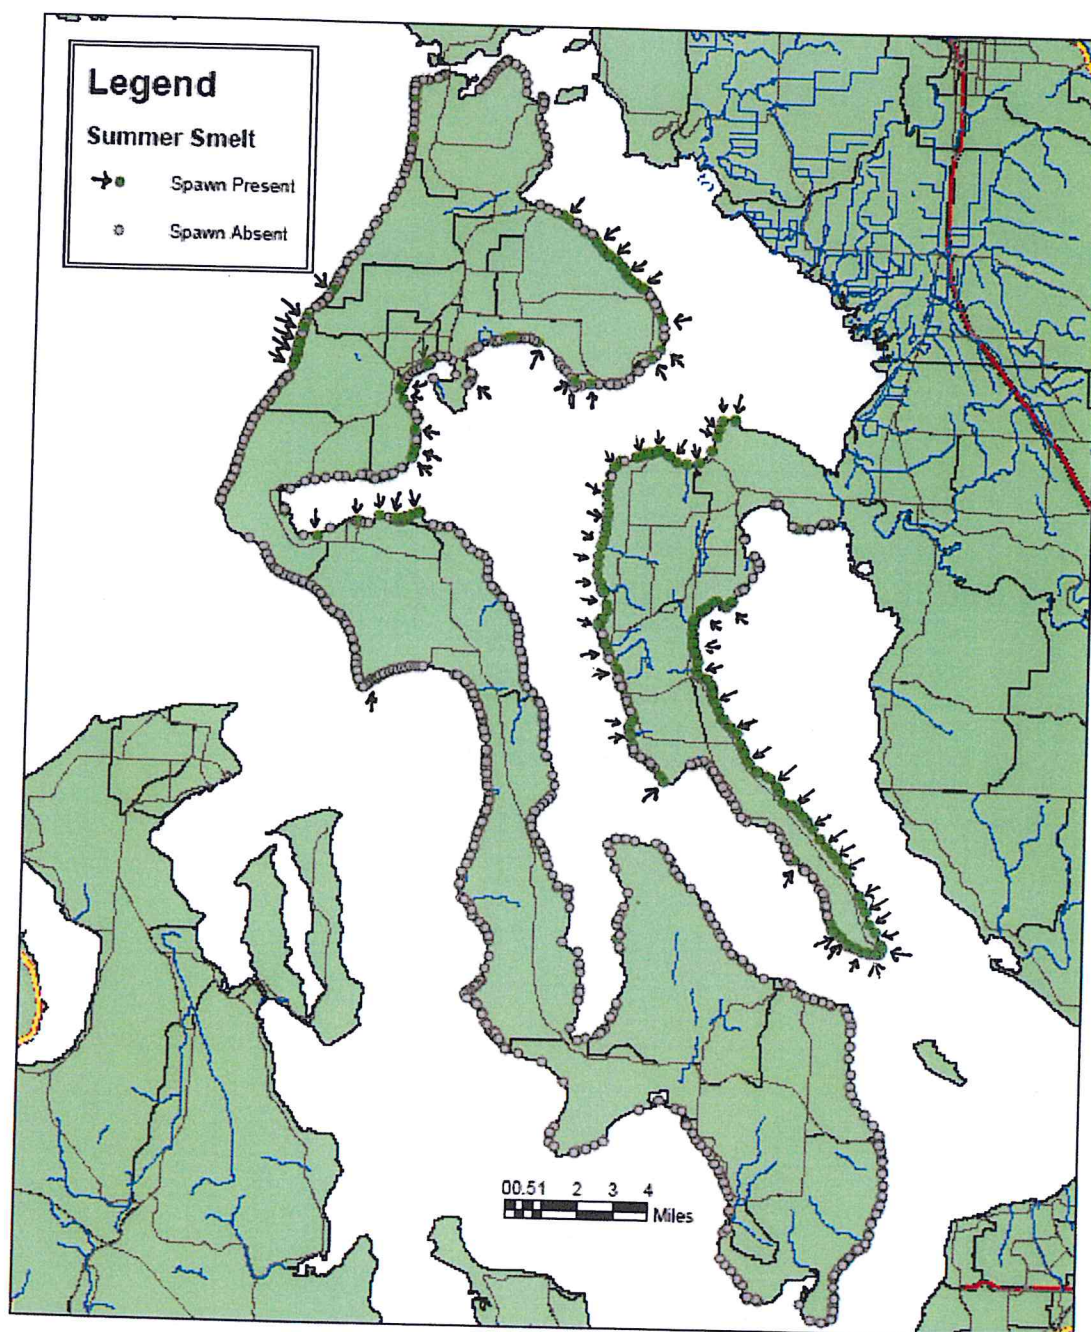 Legend
Summer Smelt
Spawn Present
Spawn Absent
00.51 2 3 4
Miles